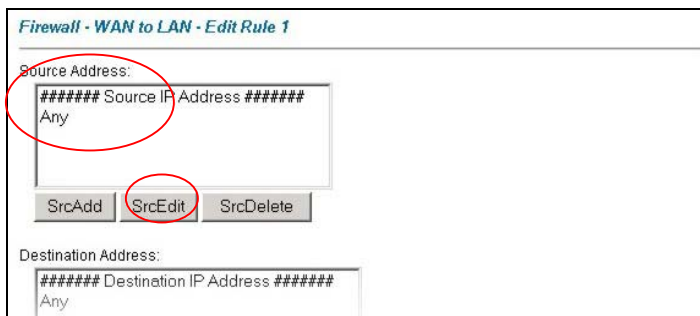 Firewall - WAN to LAN - Edit Rule 1
Source Address:
####### Source IP Address #######
Any
SrcAdd SrcEdit SrcDelete
Destination Address:
####### Destination IP Address #######
Any